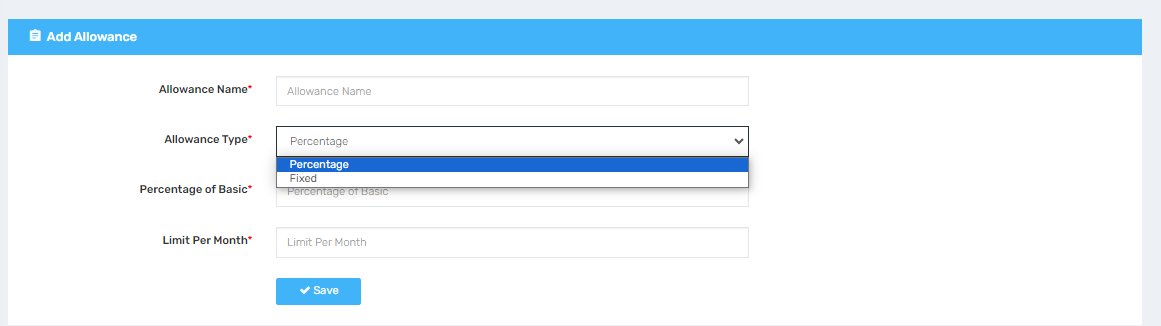 Add Allowance
Allowance Name*
Allowance Name
Allowance Type*
Percentage
Percentage
Fixed
Percentage of Basic*
Percentage of Basic
Limit Per Month*
Limit Per Month
Save